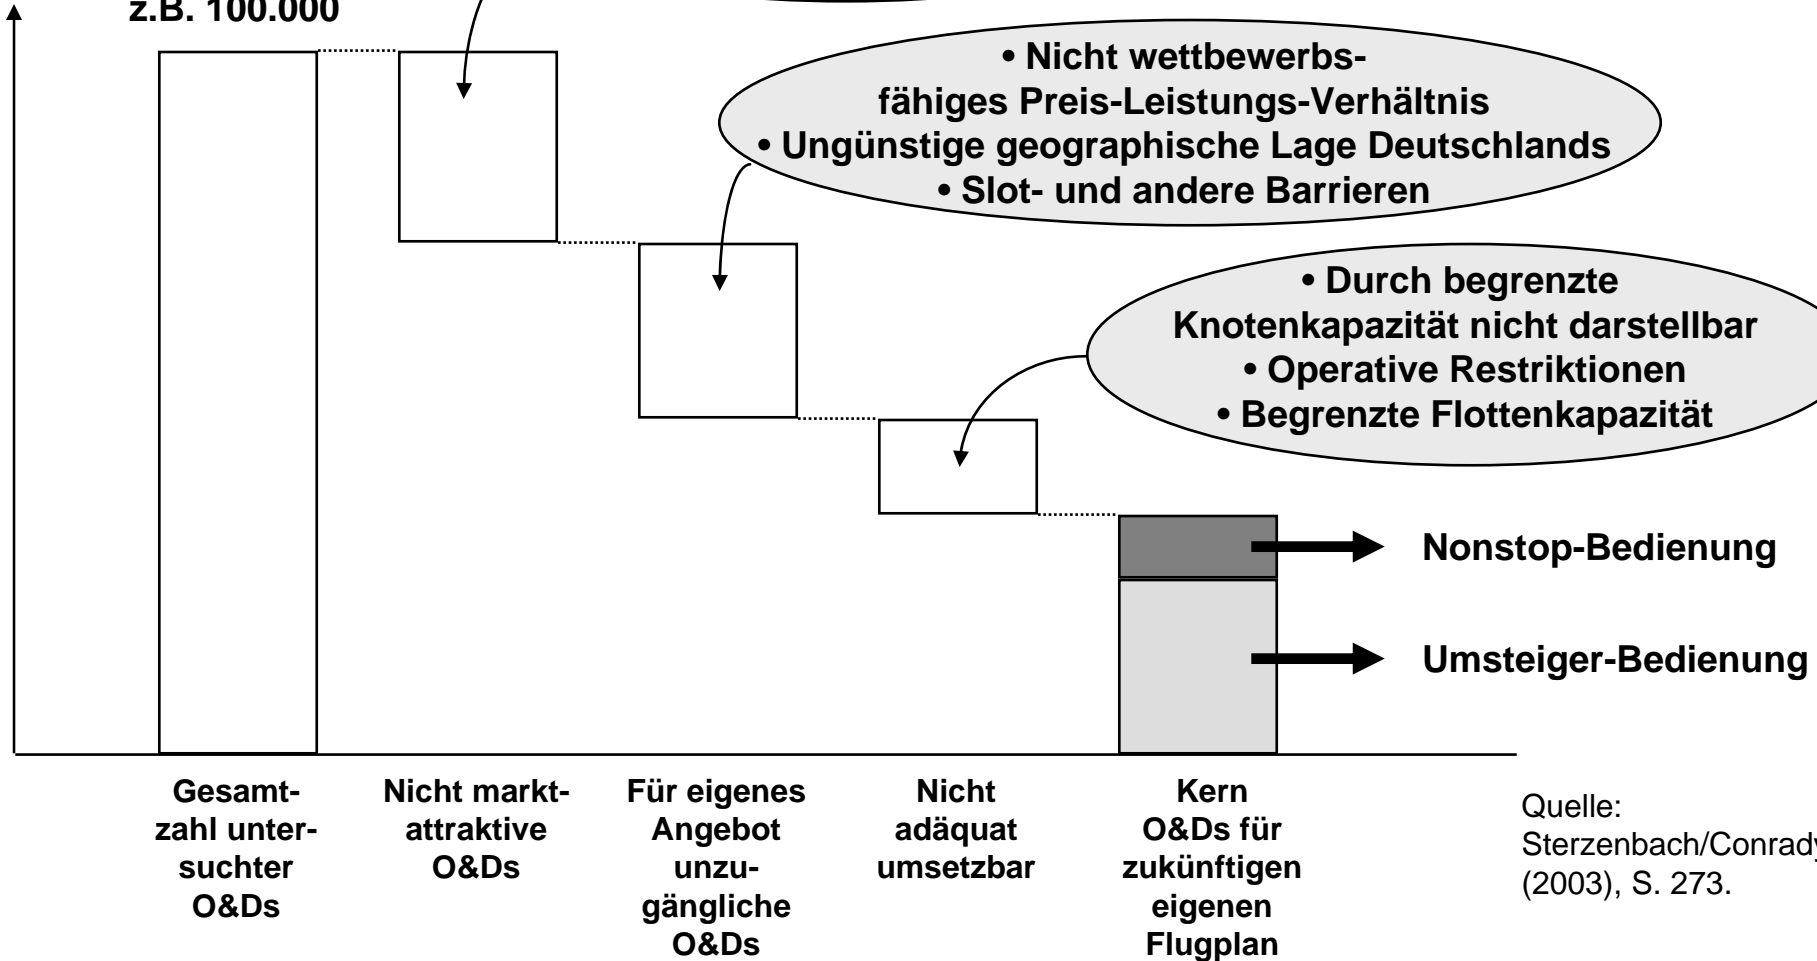 z.B. 100.000
• Nicht wettbewerbs-
fähiges Preis-Leistungs-Verhältnis
• Ungünstige geographische Lage Deutschlands
• Slot- und andere Barrieren
• Durch begrenzte
Knotenkapazität nicht darstellbar
• Operative Restriktionen
• Begrenzte Flottenkapazität
Nonstop-Bedienung
Umsteiger-Bedienung
Gesamt-
zahl unter-
suchter
O&Ds
Nicht markt-
attraktive
O&Ds
Für eigenes
Angebot
unzu-
gängliche
O&Ds
Nicht
adäquat
umsetzbar
Kern
O&Ds für
zukünftigen
eigenen
Flugplan
Quelle:
Sterzenbach/Conrady
(2003), S. 273.